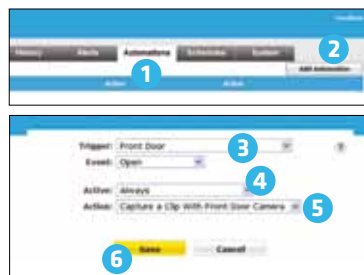 History Alerts Automations Schedules System
2
Add Automation
1
Active Action
Trigger: Front Door 3
Event: Open
4
Active: Always
Action: Capture a Clip With Front Door Camera 5
6 Save Cancel